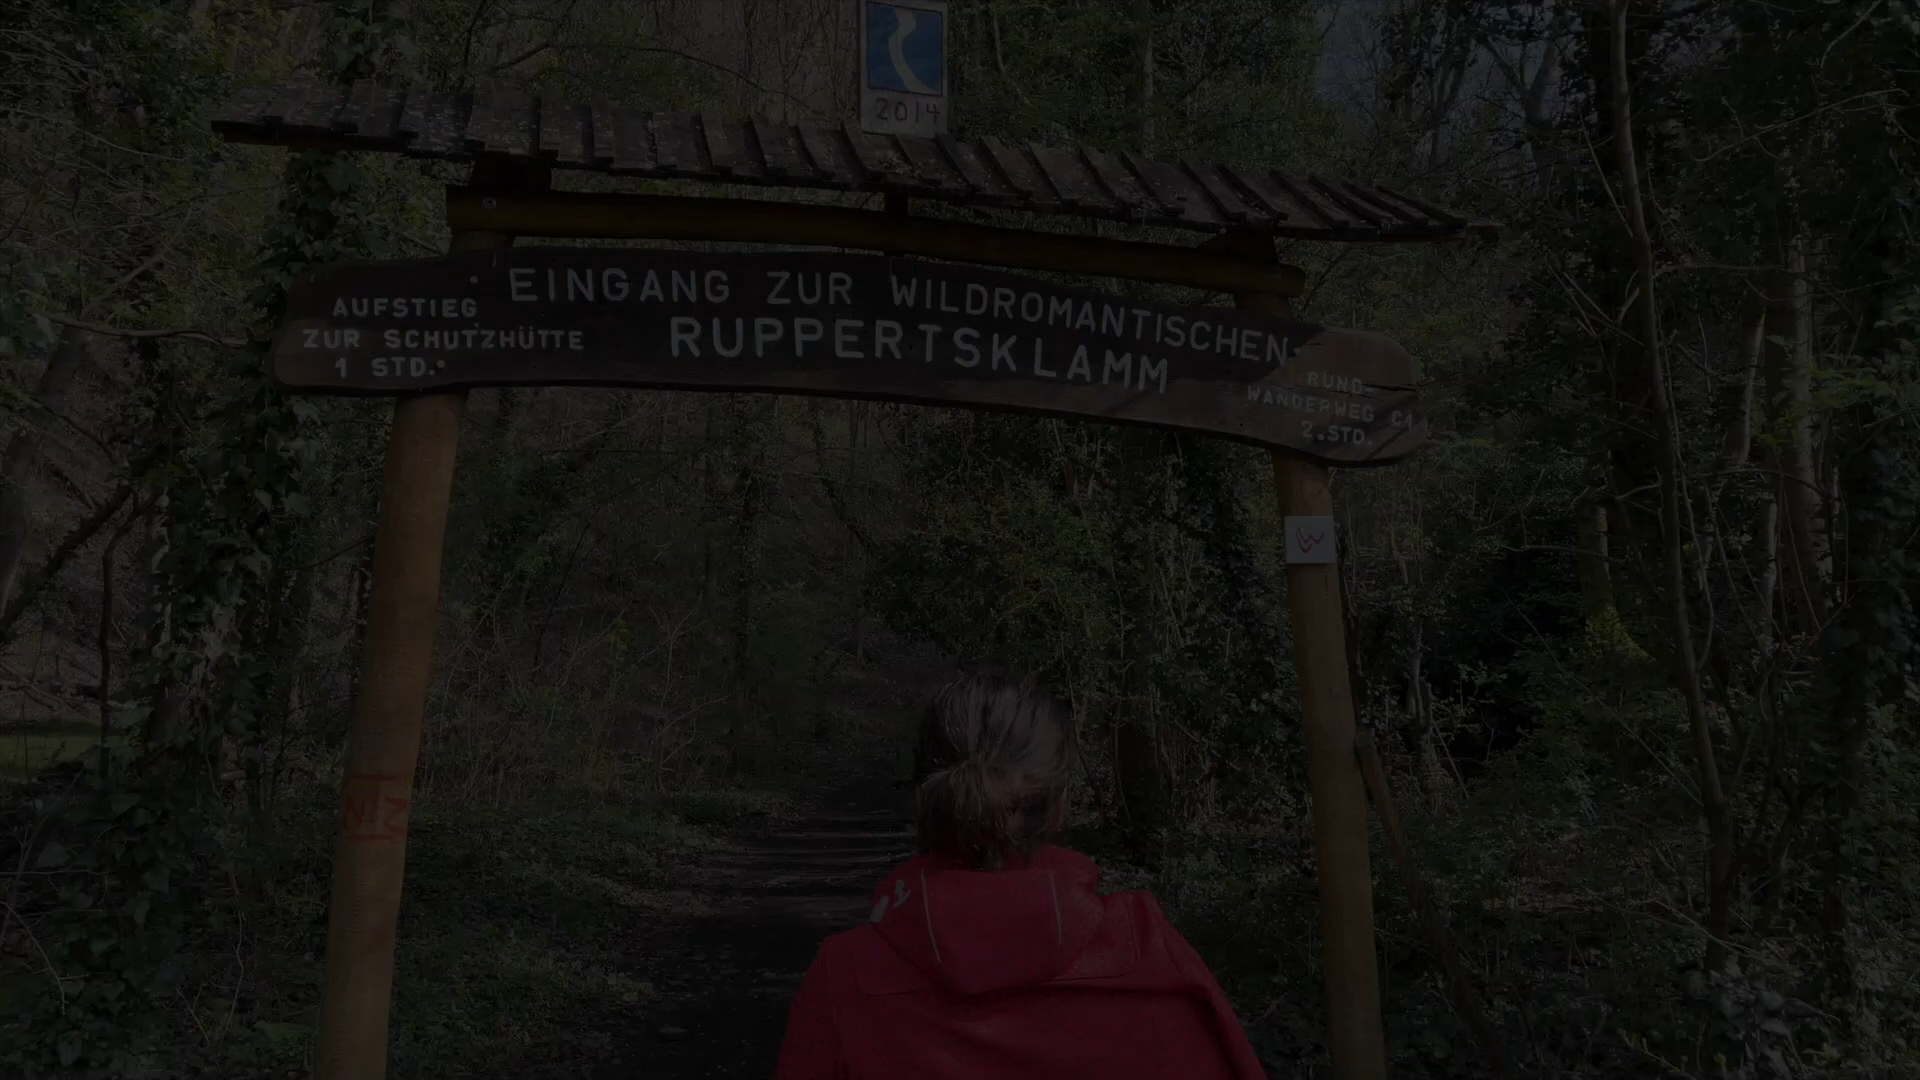 2014
EINGANG ZUR WILDROMANTISCHEN
RUPPERTSKLAMM
AUFSTIEG
ZUR SCHUTZHÜTTE
1 STD.
RUND-
WANDERWEG C1
2.STD.
W